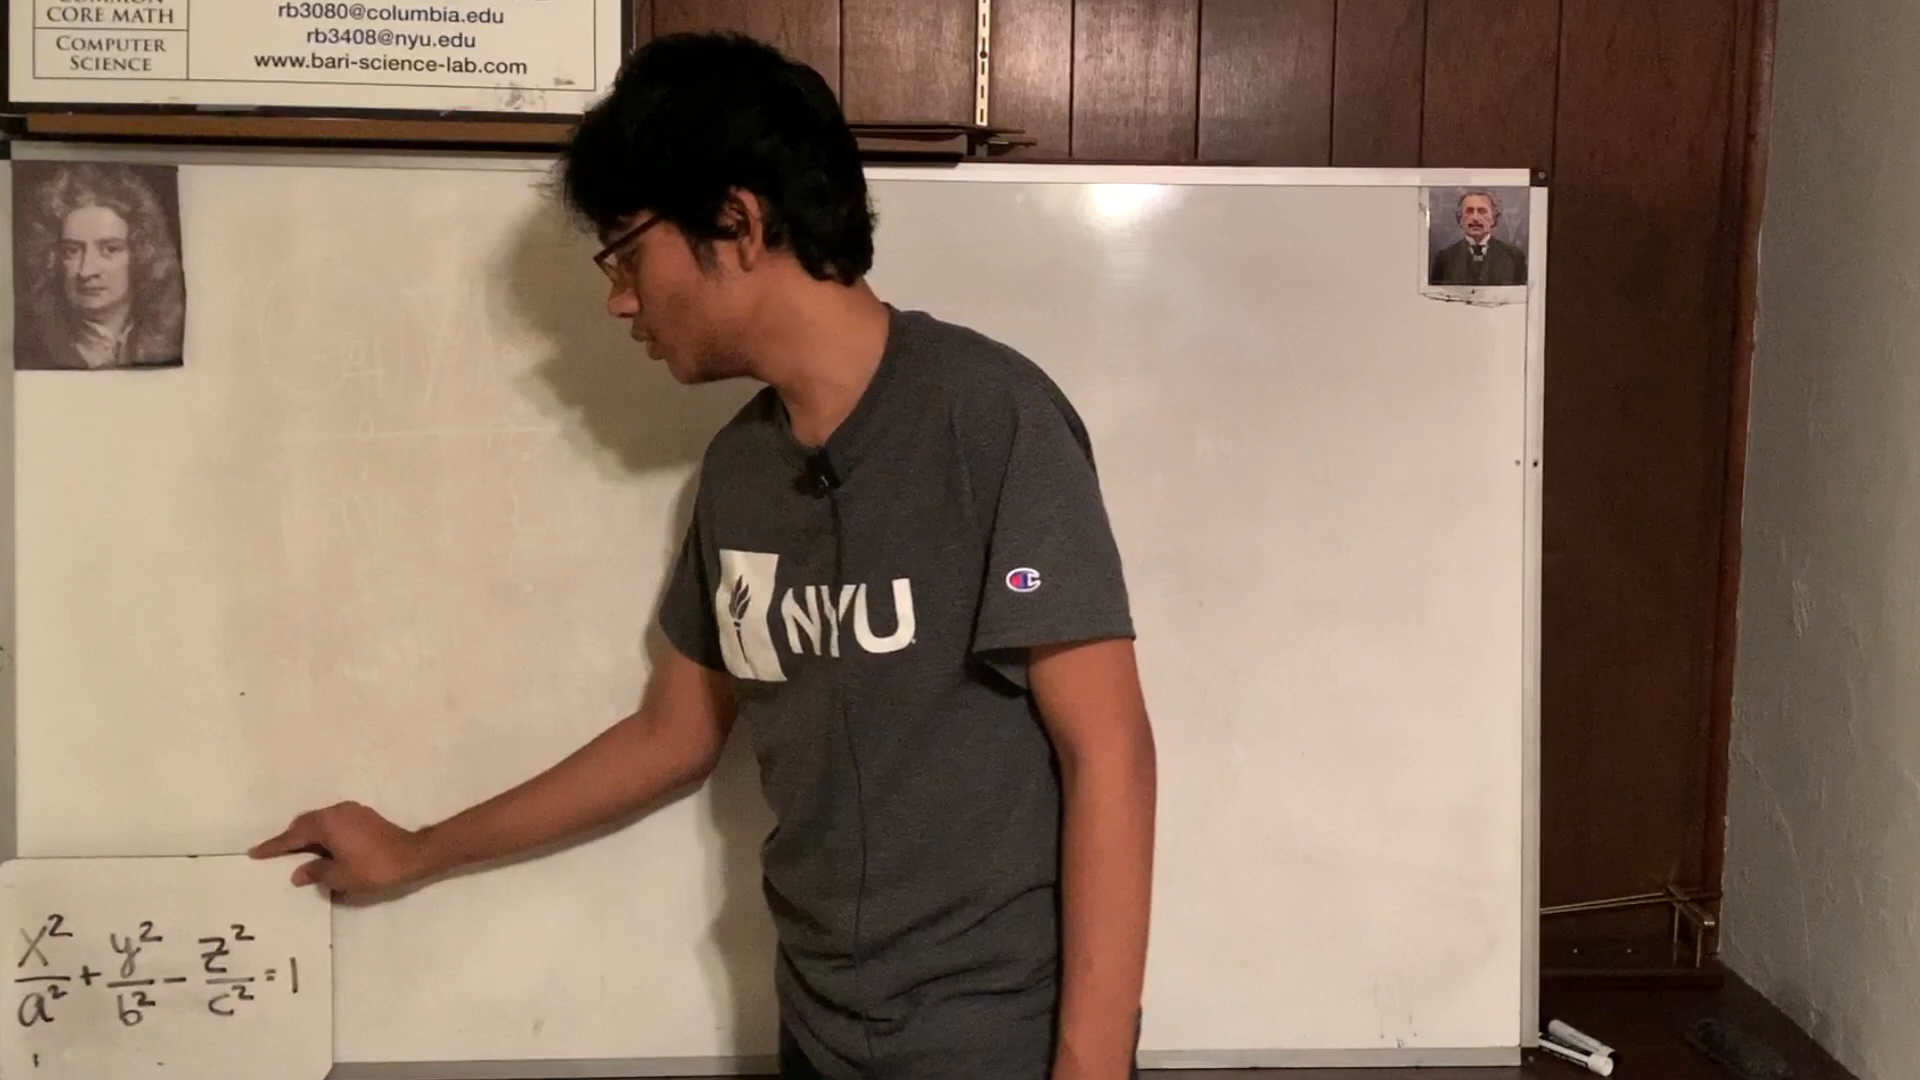 COMMON
CORE MATH
COMPUTER
SCIENCE
rb3080@columbia.edu
rb3408@nyu.edu
www.bari-science-lab.com
NYU
x²/a² + y²/b² - z²/c² = 1